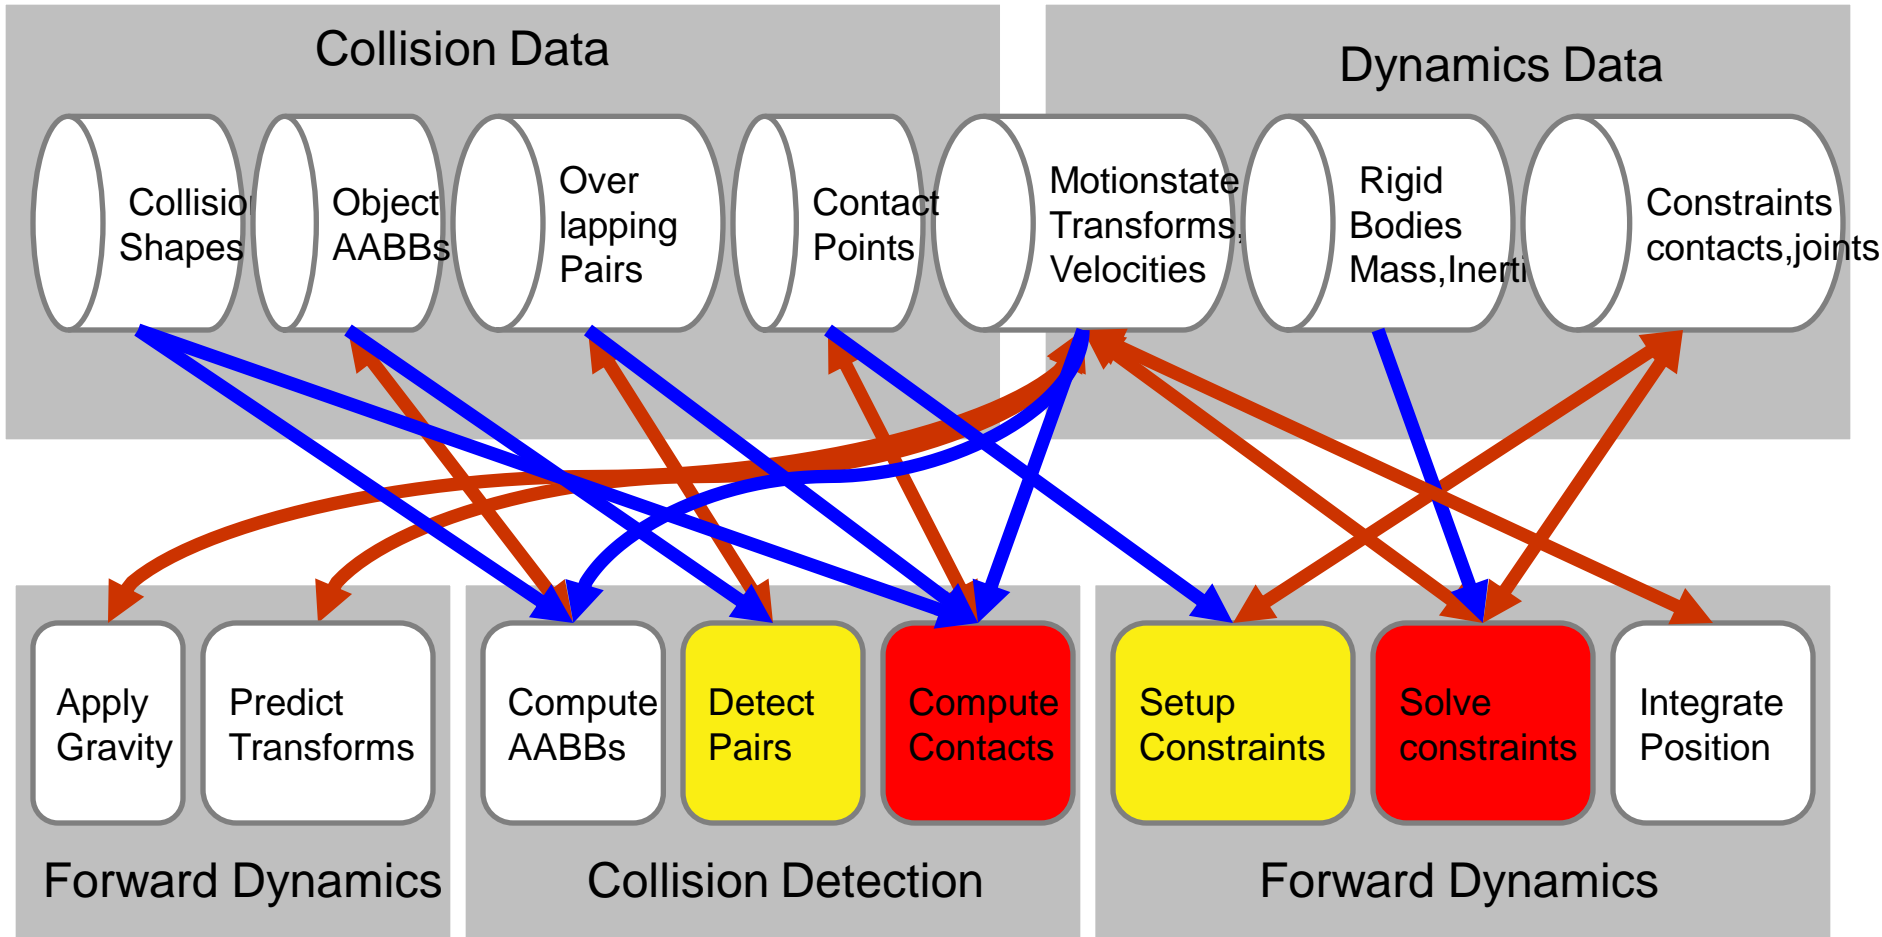 Collision Data
Dynamics Data
Collisio
Shapes
Object
AABBs
Over
lapping
Pairs
Contact
Points
Motionstate
Transforms,
Velocities
Rigid
Bodies
Mass,Inerti
Constraints
contacts,joints
Apply
Gravity
Predict
Transforms
Compute
AABBs
Detect
Pairs
Compute
Contacts
Setup
Constraints
Solve
constraints
Integrate
Position
Forward Dynamics
Collision Detection
Forward Dynamics